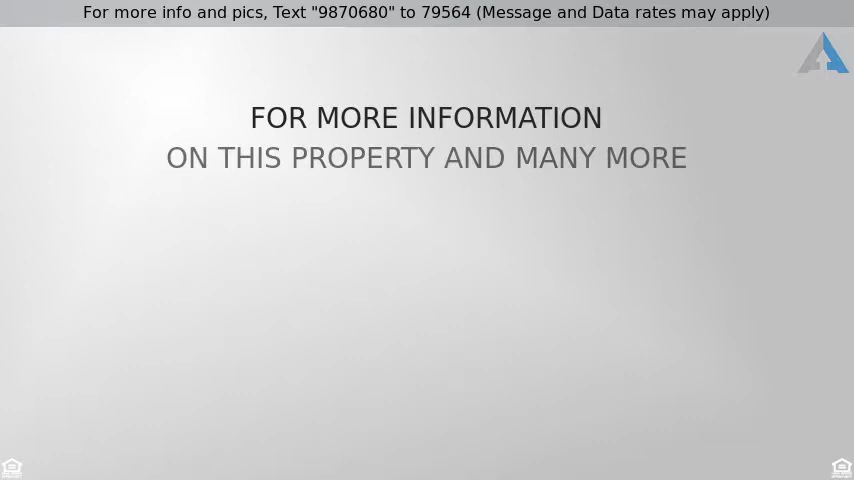 For more info and pics, Text "9870680" to 79564 (Message and Data rates may apply)
FOR MORE INFORMATION
ON THIS PROPERTY AND MANY MORE